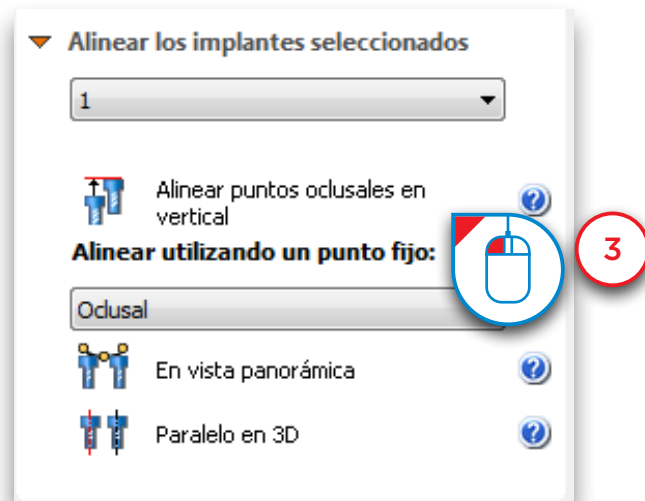 Alinear los implantes seleccionados
1
Alinear puntos oclusales en
vertical
Alinear utilizando un punto fijo:
3
Oclusal
En vista panorámica
Paralelo en 3D